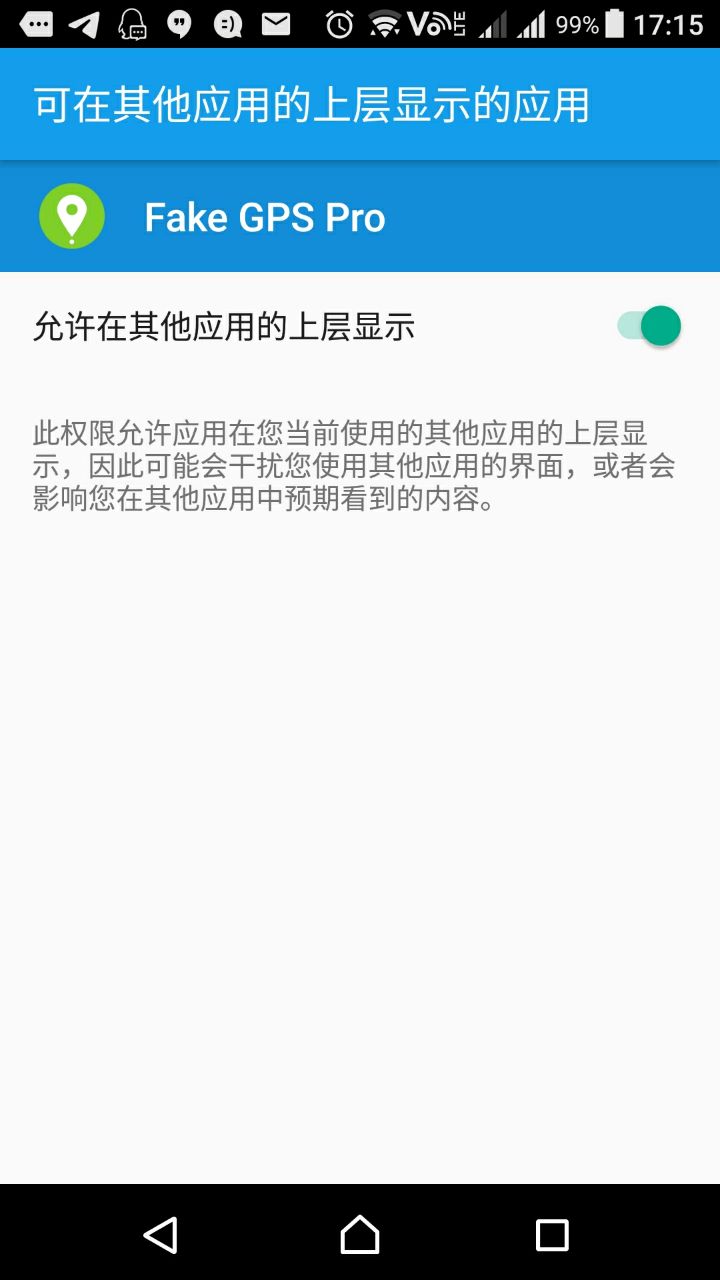 VoLTE 99% 17:15
可在其他应用的上层显示的应用
Fake GPS Pro
允许在其他应用的上层显示
此权限允许应用在您当前使用的其他应用的上层显
示，因此可能会干扰您使用其他应用的界面，或者会
影响您在其他应用中预期看到的内容。